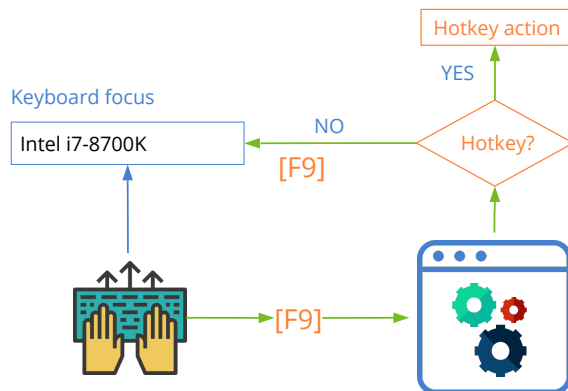 Hotkey action
YES
Keyboard focus
NO
Intel i7-8700K
Hotkey?
[F9]
[F9]